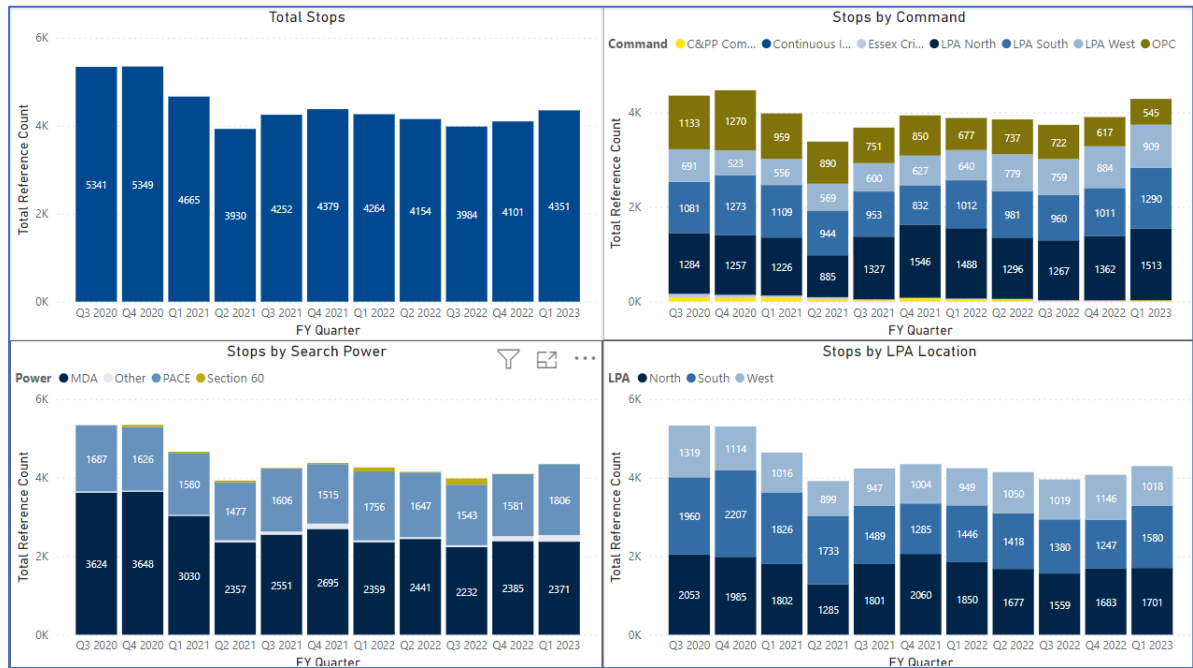 Total Stops
Total Reference Count
6K
4K
2K
0K
5341 5349 4665 3930 4252 4379 4264 4154 3984 4101 4351
Q3 2020 Q4 2020 Q1 2021 Q2 2021 Q3 2021 Q4 2021 Q1 2022 Q2 2022 Q3 2022 Q4 2022 Q1 2023
FY Quarter
Stops by Command
Command C&PP Com... Continuous I... Essex Cri... LPA North LPA South LPA West OPC
Total Reference Count
4K
2K
0K
1133 1270 959 890 751 850 677 737 722 617 545
691 523 556 569 600 627 640 779 759 884 909
1081 1273 1109 944 953 832 1012 981 960 1011 1290
1284 1257 1226 885 1327 1546 1488 1296 1267 1362 1513
Q3 2020 Q4 2020 Q1 2021 Q2 2021 Q3 2021 Q4 2021 Q1 2022 Q2 2022 Q3 2022 Q4 2022 Q1 2023
FY Quarter
Stops by Search Power
Power MDA Other PACE Section 60
Total Reference Count
6K
4K
2K
0K
1687 1626 1580 1477 1606 1515 1756 1647 1543 1581 1806
3624 3648 3030 2357 2551 2695 2359 2441 2232 2385 2371
Q3 2020 Q4 2020 Q1 2021 Q2 2021 Q3 2021 Q4 2021 Q1 2022 Q2 2022 Q3 2022 Q4 2022 Q1 2023
FY Quarter
Stops by LPA Location
LPA North South West
Total Reference Count
6K
4K
2K
0K
1319 1114 1016 899 947 1004 949 1050 1019 1146 1018
1960 2207 1826 1733 1489 1285 1446 1418 1380 1247 1580
2053 1985 1802 1285 1801 2060 1850 1677 1559 1683 1701
Q3 2020 Q4 2020 Q1 2021 Q2 2021 Q3 2021 Q4 2021 Q1 2022 Q2 2022 Q3 2022 Q4 2022 Q1 2023
FY Quarter